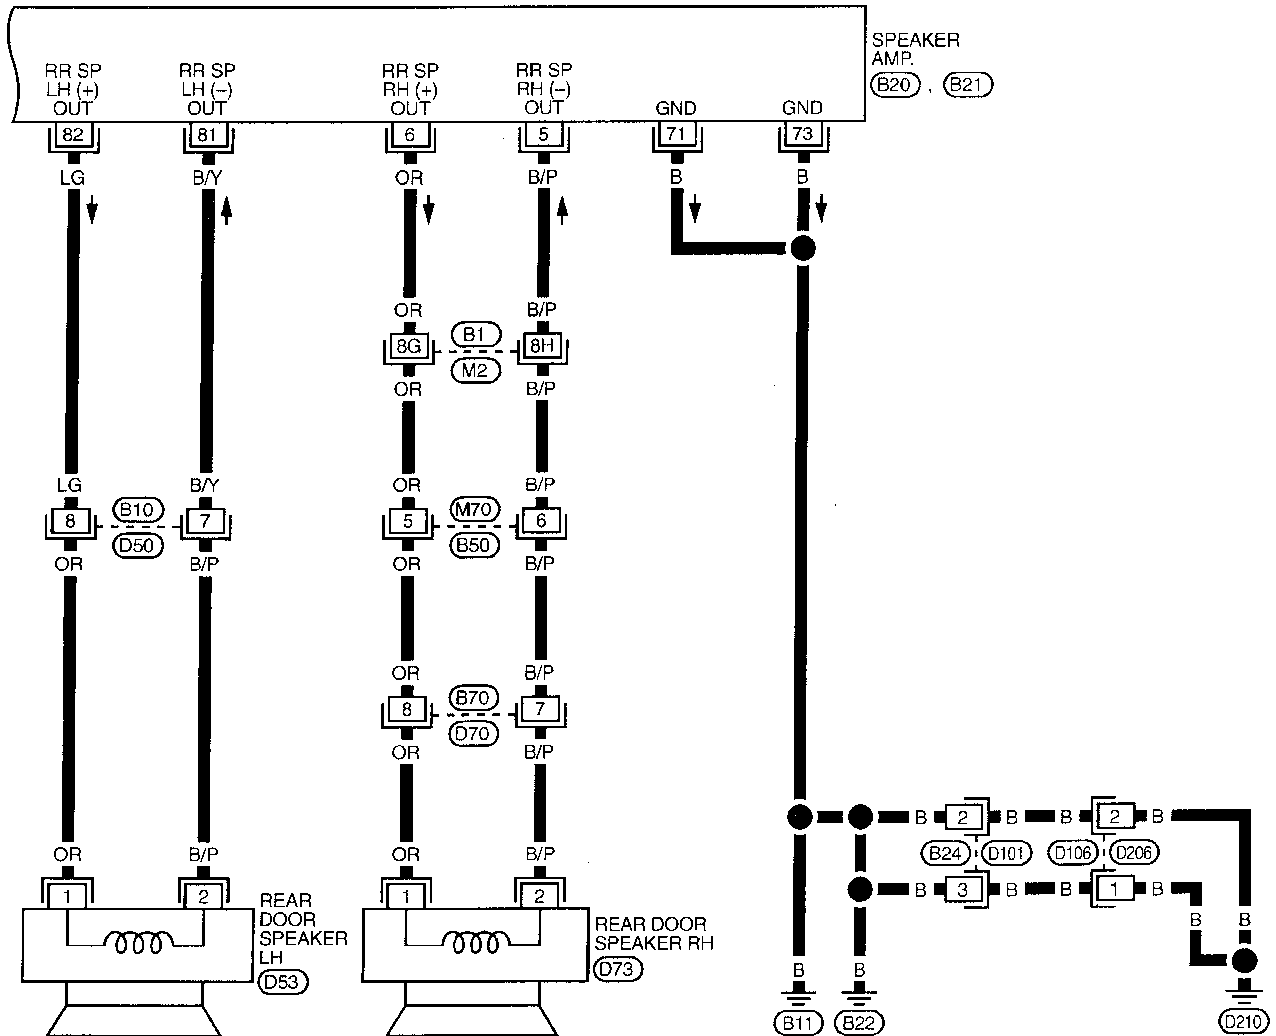 SPEAKER
AMP.
B20 , B21
RR SP
LH (+)
OUT
RR SP
LH (–)
OUT
RR SP
RH (+)
OUT
RR SP
RH (–)
OUT
GND
GND
82 81 6 5 71 73
LG B/Y OR B/P B B
OR B/P
8G B1 8H
M2
OR B/P
LG B/Y OR B/P
8 B10 7 5 M70 6
D50 B50
OR B/P OR B/P
OR B/P
8 B70 7
D70
OR B/P
B 2 B B 2 B
B24 D101 D106 D206
B 3 B B 1 B
OR B/P OR B/P
1 2 1 2
REAR
DOOR
SPEAKER
LH
D53
REAR DOOR
SPEAKER RH
D73
B B
B B
B11 B22 D210